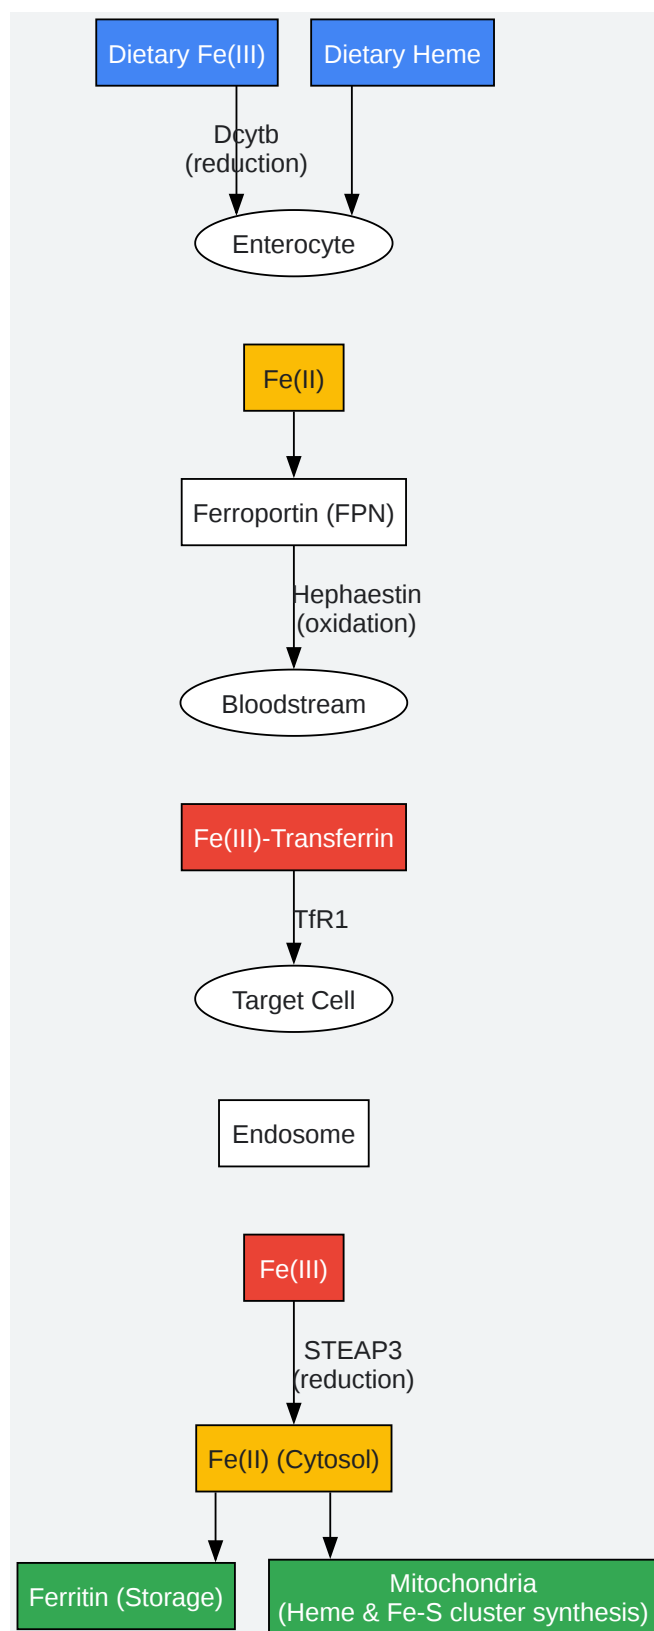 Dietary Fe(III)
Dietary Heme
Dcytb
(reduction)
Enterocyte
Fe(II)
Ferroportin (FPN)
Hephaestin
(oxidation)
Bloodstream
Fe(III)-Transferrin
TfR1
Target Cell
Endosome
Fe(III)
STEAP3
(reduction)
Fe(II) (Cytosol)
Ferritin (Storage)
Mitochondria
(Heme & Fe-S cluster synthesis)